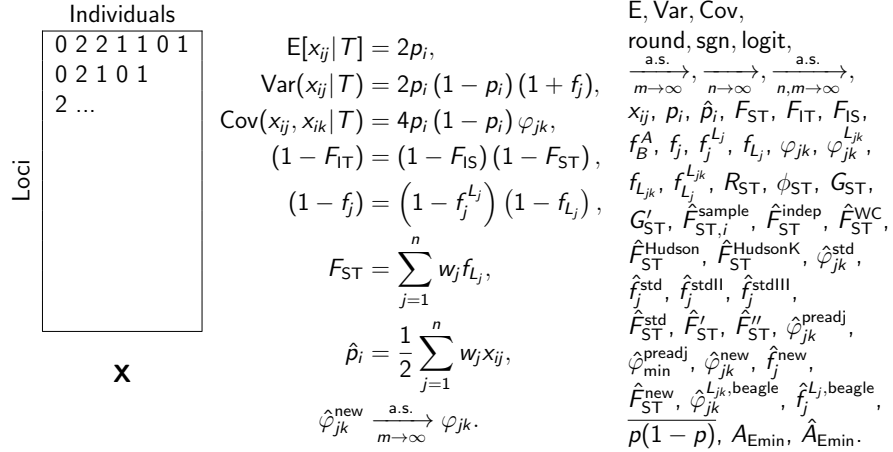 Individuals
Loci
0 2 2 1 1 0 1
0 2 1 0 1
2 ...
X
E[x_{ij}|T] = 2p_i,
Var(x_{ij}|T) = 2p_i (1 − p_i) (1 + f_j),
Cov(x_{ij}, x_{ik}|T) = 4p_i (1 − p_i) φ_{jk},
(1 − F_{IT}) = (1 − F_{IS}) (1 − F_{ST}),
(1 − f_j) = (1 − f_j^{L_j}) (1 − f_{L_j}),
F_{ST} = \sum_{j=1}^{n} w_j f_{L_j},
\hat{p}_i = \frac{1}{2} \sum_{j=1}^{n} w_j x_{ij},
\hat{φ}_{jk}^{new} \xrightarrow[m→∞]{a.s.} φ_{jk}.
E, Var, Cov,
round, sgn, logit,
\xrightarrow[m→∞]{a.s.}, \xrightarrow[n→∞]{}, \xrightarrow[n,m→∞]{a.s.},
x_{ij}, p_i, \hat{p}_i, F_{ST}, F_{IT}, F_{IS},
f_B^A, f_j, f_j^{L_j}, f_{L_j}, φ_{jk}, φ_{jk}^{L_{jk}},
f_{L_{jk}}, f_{L_j}^{L_{jk}}, R_{ST}, ϕ_{ST}, G_{ST},
G'_{ST}, \hat{F}_{ST,i}^{sample}, \hat{F}_{ST}^{indep}, \hat{F}_{ST}^{WC},
\hat{F}_{ST}^{Hudson}, \hat{F}_{ST}^{HudsonK}, \hat{φ}_{jk}^{std},
\hat{f}_j^{std}, \hat{f}_j^{stdII}, \hat{f}_j^{stdIII},
\hat{F}_{ST}^{std}, \hat{F}'_{ST}, \hat{F}''_{ST}, \hat{φ}_{jk}^{preadj},
\hat{φ}_{min}^{preadj}, \hat{φ}_{jk}^{new}, \hat{f}_j^{new},
\hat{F}_{ST}^{new}, \hat{φ}_{jk}^{L_{jk},beagle}, \hat{f}_j^{L_j,beagle},
\overline{p(1 − p)}, A_{Emin}, \hat{A}_{Emin}.